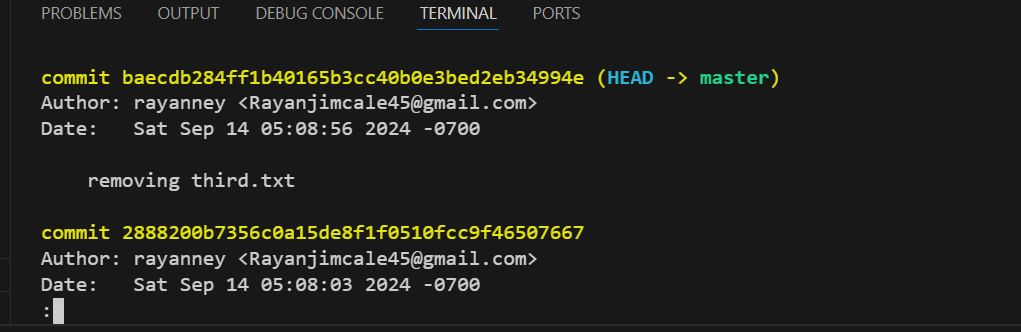 PROBLEMS OUTPUT DEBUG CONSOLE TERMINAL PORTS
commit baecdb284ff1b40165b3cc40b0e3bed2eb34994e (HEAD -> master)
Author: rayanney <Rayanjimcale45@gmail.com>
Date:   Sat Sep 14 05:08:56 2024 -0700
    removing third.txt
commit 2888200b7356c0a15de8f1f0510fcc9f46507667
Author: rayanney <Rayanjimcale45@gmail.com>
Date:   Sat Sep 14 05:08:03 2024 -0700
: